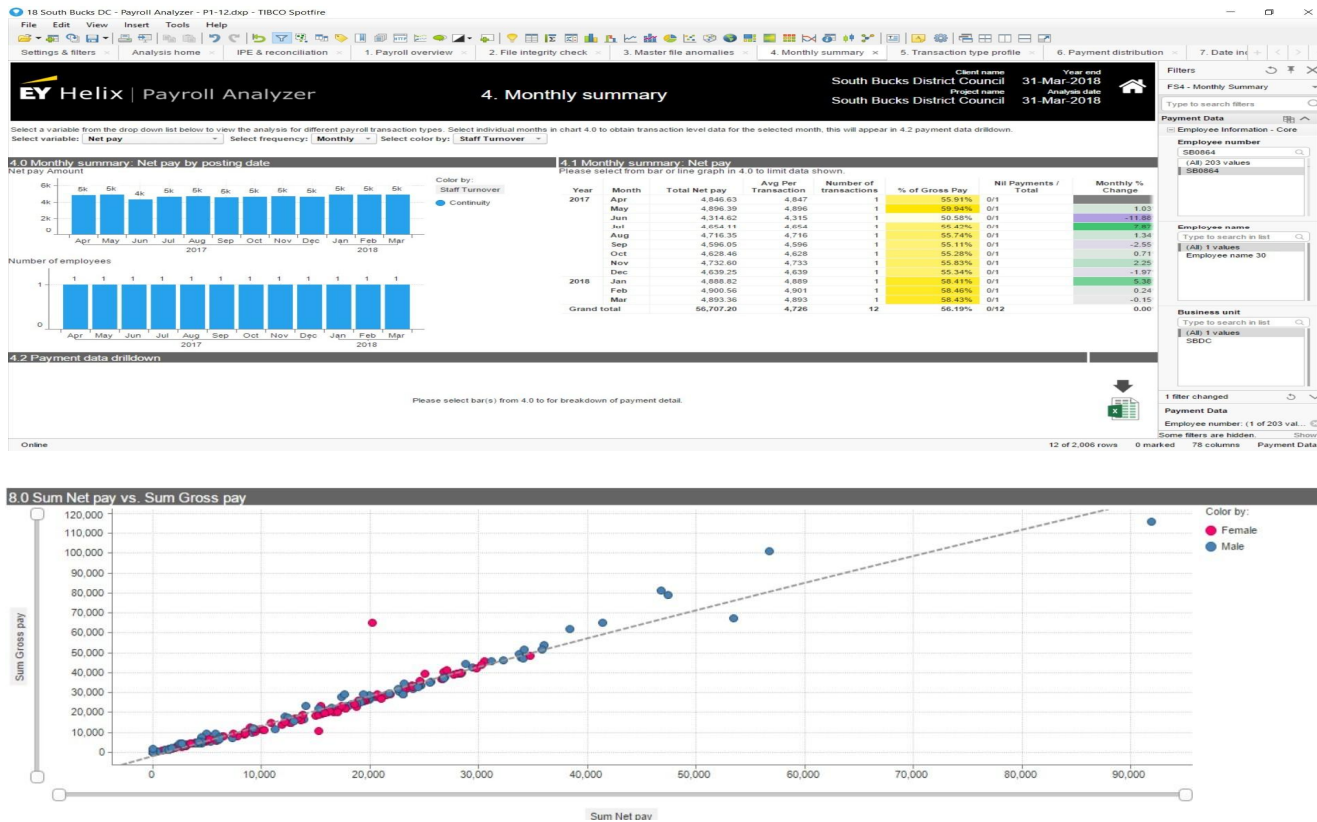 18 South Bucks DC - Payroll Analyzer - P1-12.dxp - TIBCO Spotfire
File Edit View Insert Tools Help
Settings & filters Analysis home IPE & reconciliation 1. Payroll overview 2. File integrity check 3. Master file anomalies 4. Monthly summary 5. Transaction type profile 6. Payment distribution 7. Date in
EY Helix | Payroll Analyzer
4. Monthly summary
Client name Year end
South Bucks District Council 31-Mar-2018
Project name Analysis date
South Bucks District Council 31-Mar-2018
Select a variable from the drop down list below to view the analysis for different payroll transaction types. Select individual months in chart 4.0 to obtain transaction level data for the selected month, this will appear in 4.2 payment data drilldown.
Select variable: Net pay Select frequency: Monthly Select color by: Staff Turnover
4.0 Monthly summary: Net pay by posting date
Net pay Amount
6k
4k
2k
0
5k 5k 4k 5k 5k 5k 5k 5k 5k 5k 5k 5k
Apr May Jun Jul Aug Sep Oct Nov Dec Jan Feb Mar
2017 2018
Color by:
Staff Turnover
Continuity
Number of employees
1
0
1 1 1 1 1 1 1 1 1 1 1 1
Apr May Jun Jul Aug Sep Oct Nov Dec Jan Feb Mar
2017 2018
4.1 Monthly summary: Net pay
Please select from bar or line graph in 4.0 to limit data shown.
Year Month Total Net pay Avg Per Transaction Number of transactions % of Gross Pay Nil Payments / Total Monthly % Change
2017 Apr 4,846.63 4,847 1 55.91% 0/1
May 4,896.39 4,896 1 59.94% 0/1 1.03
Jun 4,314.62 4,315 1 50.58% 0/1 -11.88
Jul 4,654.11 4,654 1 55.42% 0/1 7.87
Aug 4,716.35 4,716 1 55.74% 0/1 1.34
Sep 4,596.05 4,596 1 55.11% 0/1 -2.55
Oct 4,628.46 4,628 1 55.28% 0/1 0.71
Nov 4,732.60 4,733 1 55.83% 0/1 2.25
Dec 4,639.25 4,639 1 55.34% 0/1 -1.97
2018 Jan 4,888.82 4,889 1 58.41% 0/1 5.38
Feb 4,900.56 4,901 1 58.46% 0/1 0.24
Mar 4,893.36 4,893 1 58.43% 0/1 -0.15
Grand total 56,707.20 4,726 12 56.19% 0/12 0.00
4.2 Payment data drilldown
Please select bar(s) from 4.0 to for breakdown of payment detail.
Filters
FS4 - Monthly Summary
Type to search filters
Payment Data
Employee Information - Core
Employee number
SB0864
(All) 203 values
SB0864
Employee name
Type to search in list
(All) 1 values
Employee name 30
Business unit
Type to search in list
(All) 1 values
SBDC
1 filter changed
Payment Data
Employee number: (1 of 203 val...
Some filters are hidden. Show
Online 12 of 2,006 rows 0 marked 78 columns Payment Data
8.0 Sum Net pay vs. Sum Gross pay
Sum Gross pay
120,000
110,000
100,000
90,000
80,000
70,000
60,000
50,000
40,000
30,000
20,000
10,000
0
0 10,000 20,000 30,000 40,000 50,000 60,000 70,000 80,000 90,000
Sum Net pay
Color by:
Female
Male